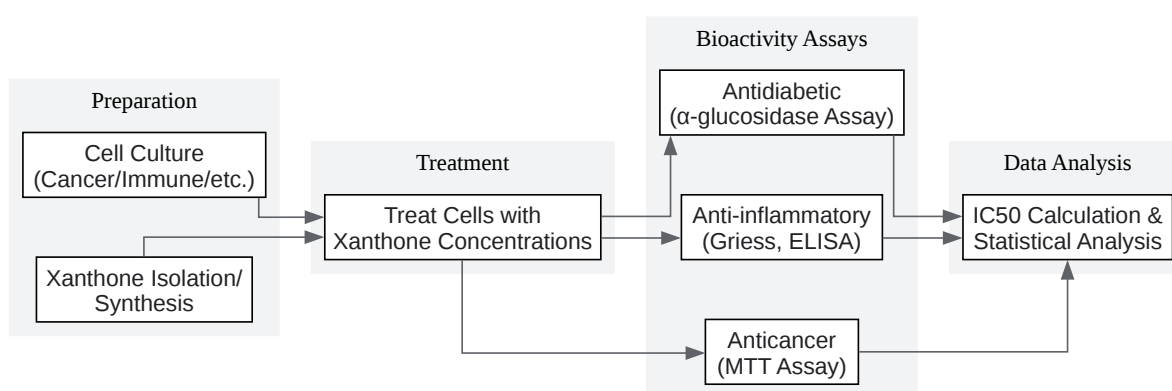 Preparation
Cell Culture
(Cancer/Immune/etc.)
Xanthone Isolation/
Synthesis
Treatment
Treat Cells with
Xanthone Concentrations
Bioactivity Assays
Antidiabetic
(α-glucosidase Assay)
Anti-inflammatory
(Griess, ELISA)
Anticancer
(MTT Assay)
Data Analysis
IC50 Calculation &
Statistical Analysis